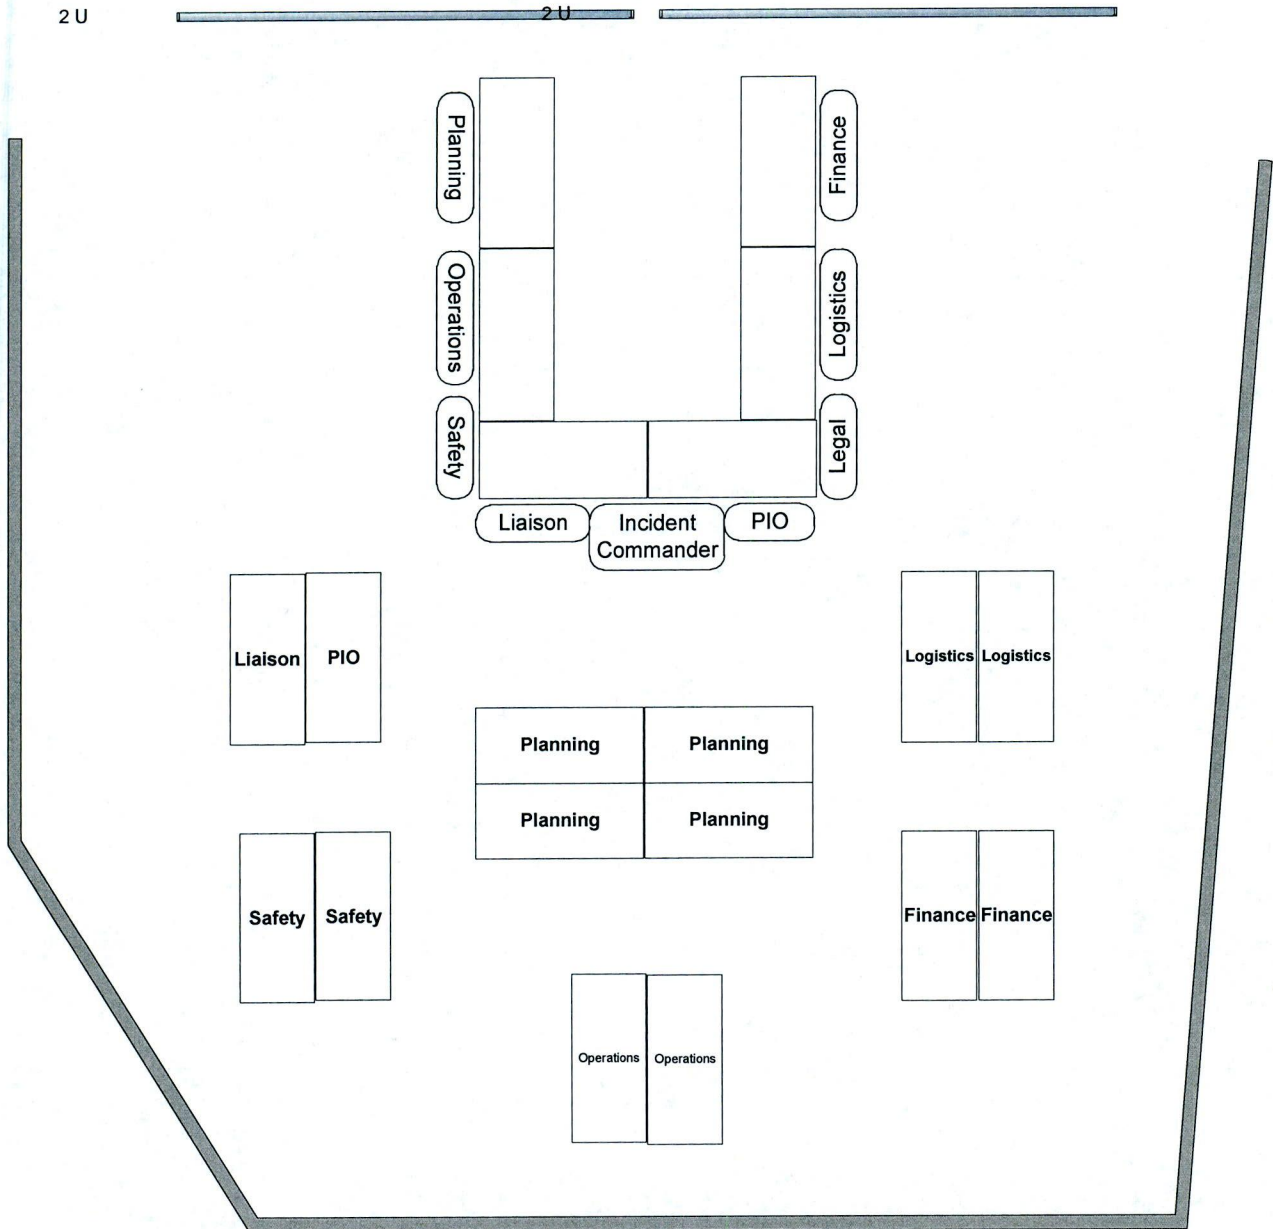 2 U
2 U
Planning
Finance
Operations
Logistics
Safety
Legal
Liaison
Incident
Commander
PIO
Liaison
PIO
Logistics
Logistics
Planning
Planning
Planning
Planning
Safety
Safety
Finance
Finance
Operations
Operations